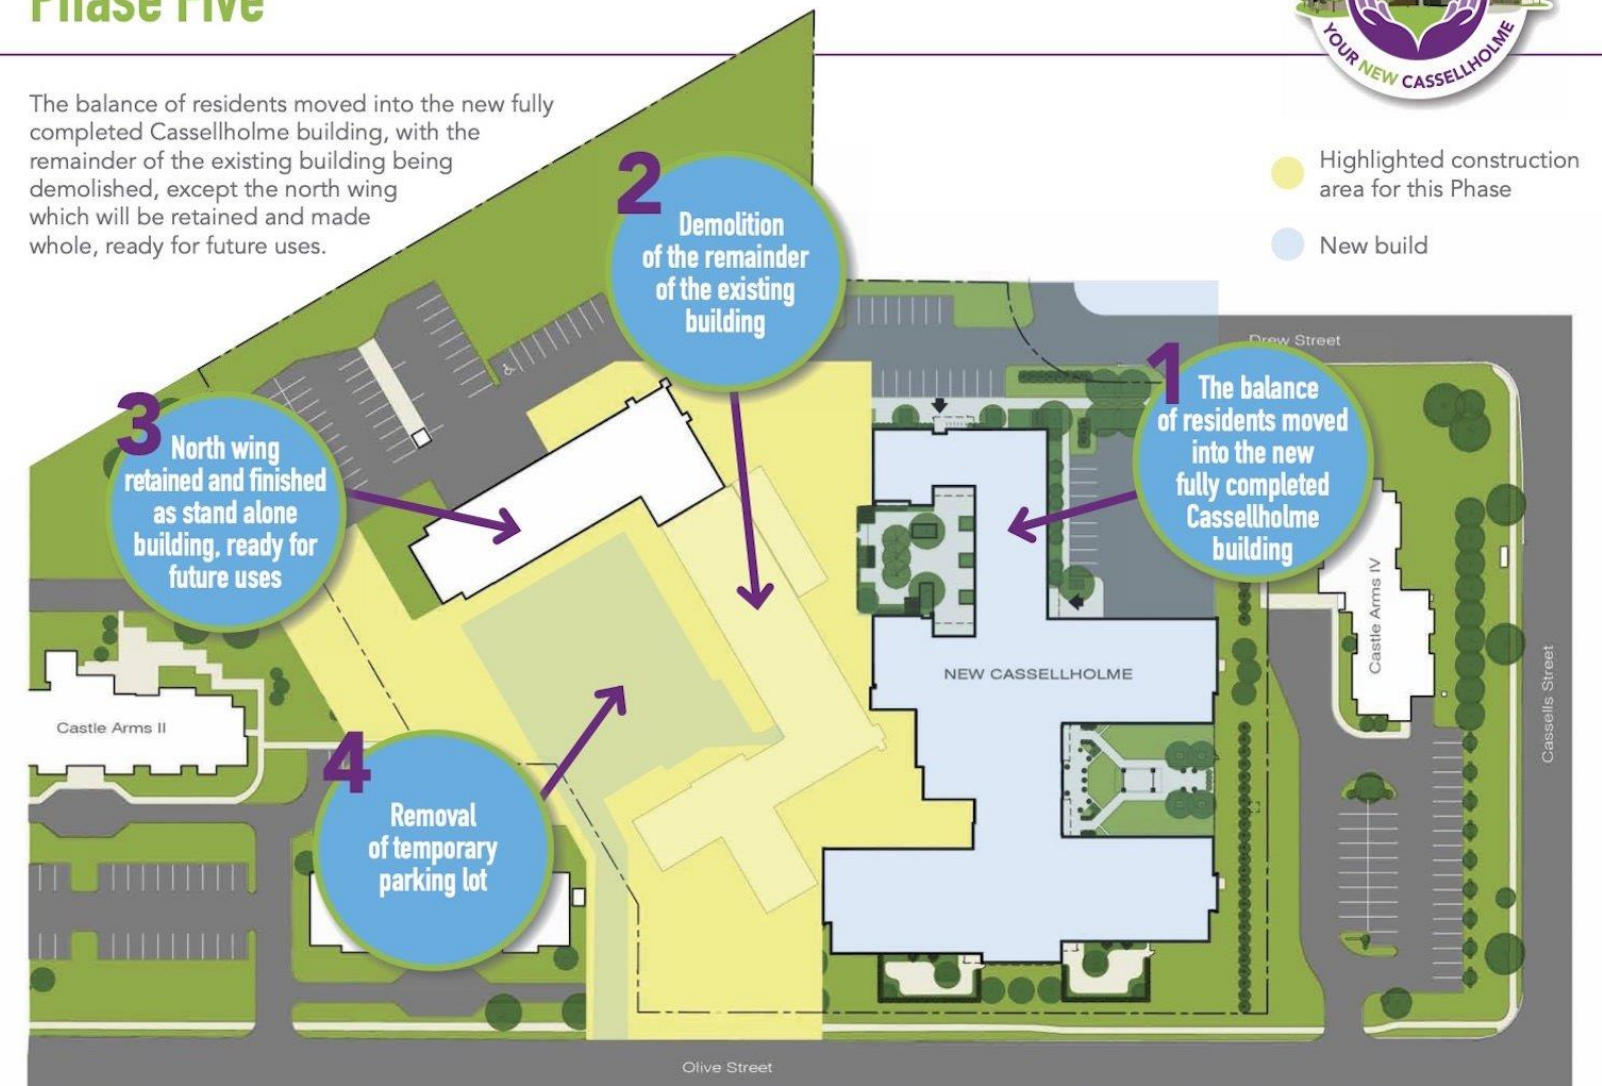 Phase Five
YOUR NEW CASSELLHOLME
The balance of residents moved into the new fully
completed Cassellholme building, with the
remainder of the existing building being
demolished, except the north wing
which will be retained and made
whole, ready for future uses.
Highlighted construction
area for this Phase
New build
2
Demolition
of the remainder
of the existing
building
Drew Street
1
The balance
of residents moved
into the new
fully completed
Cassellholme
building
3
North wing
retained and finished
as stand alone
building, ready for
future uses
NEW CASSELLHOLME
Castle Arms IV
Cassells Street
Castle Arms II
4
Removal
of temporary
parking lot
Olive Street